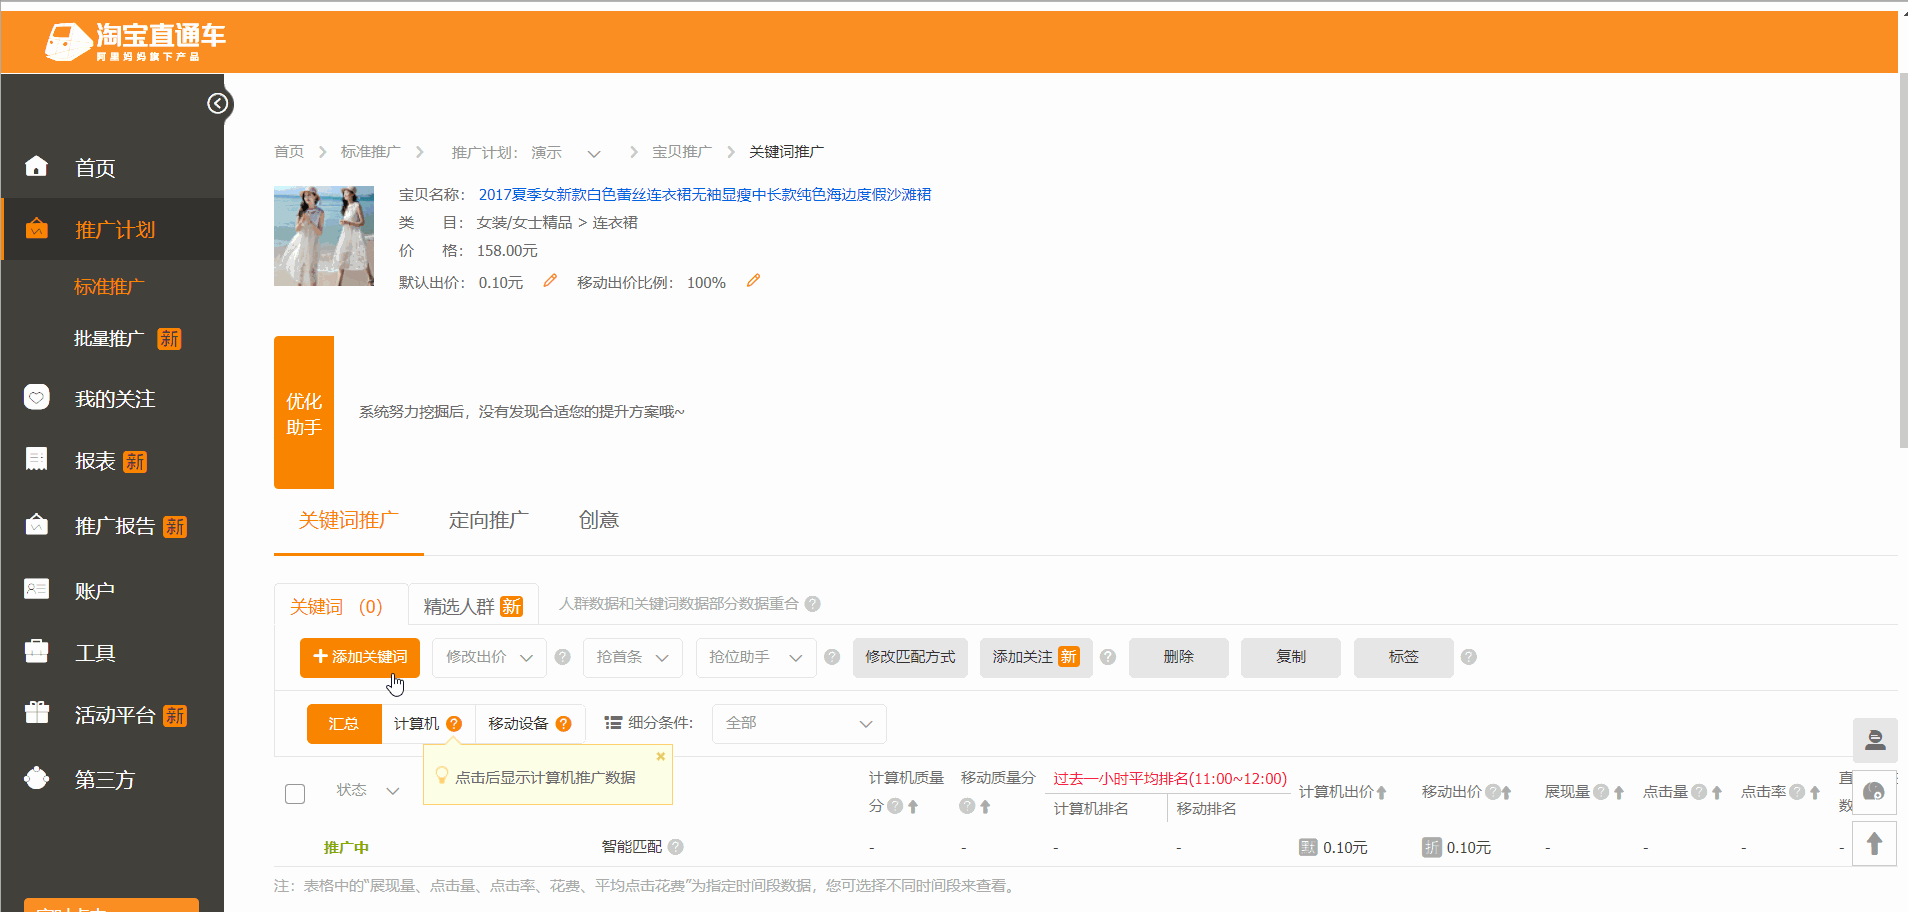 淘宝直通车
阿里妈妈旗下产品
首页
推广计划
标准推广
批量推广 新
我的关注
报表 新
推广报告 新
账户
工具
活动平台 新
第三方
首页 > 标准推广 > 推广计划： 演示 > 宝贝推广 > 关键词推广
宝贝名称： 2017夏季女新款白色蕾丝连衣裙无袖显瘦中长款纯色海边度假沙滩裙
类 目： 女装/女士精品 > 连衣裙
价 格： 158.00元
默认出价： 0.10元 移动出价比例： 100%
优化
助手
系统努力挖掘后，没有发现合适您的提升方案哦~
关键词推广 定向推广 创意
关键词 （0） 精选人群 新 人群数据和关键词数据部分数据重合 ?
+ 添加关键词 修改出价 ? 抢首条 抢位助手 ? 修改匹配方式 添加关注 新 ? 删除 复制 标签 ?
汇总 计算机 ? 移动设备 ? 细分条件： 全部
点击后显示计算机推广数据
状态 计算机质量分 ? 移动质量分 ? 过去一小时平均排名(11:00~12:00) 计算机出价 移动出价 ? 展现量 ? 点击量 ? 点击率 ? 直
数
计算机排名 移动排名
推广中 智能匹配 ? - - - - 默 0.10元 折 0.10元 - - - -
注：表格中的“展现量、点击量、点击率、花费、平均点击花费”为指定时间段数据，您可选择不同时间段来查看。